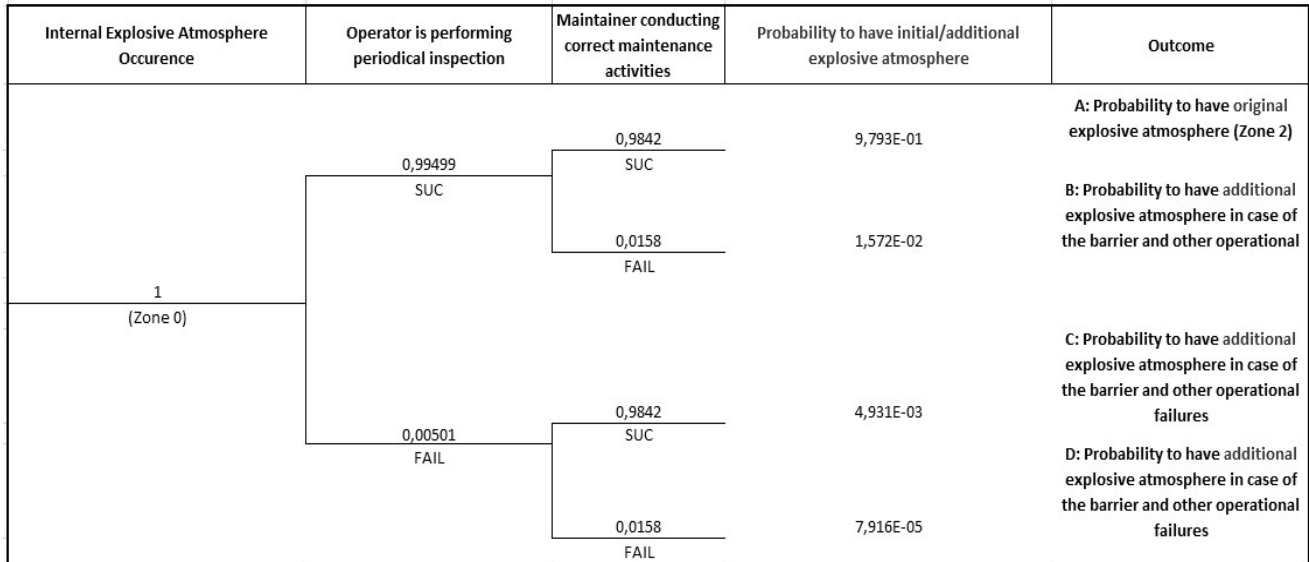 Internal Explosive Atmosphere
Occurence
Operator is performing
periodical inspection
Maintainer conducting
correct maintenance
activities
Probability to have initial/additional
explosive atmosphere
Outcome
A: Probability to have original
explosive atmosphere (Zone 2)
0,9842
SUC
9,793E-01
0,99499
SUC
B: Probability to have additional
explosive atmosphere in case of
the barrier and other operational
0,0158
FAIL
1,572E-02
1
(Zone 0)
C: Probability to have additional
explosive atmosphere in case of
the barrier and other operational
failures
0,9842
SUC
4,931E-03
0,00501
FAIL
D: Probability to have additional
explosive atmosphere in case of
the barrier and other operational
failures
0,0158
FAIL
7,916E-05